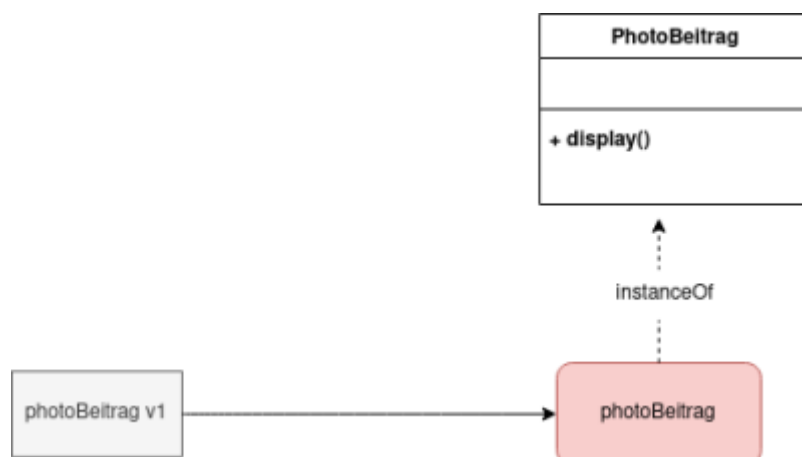 PhotoBeitrag
+ display()
instanceOf
photoBeitrag v1
photoBeitrag